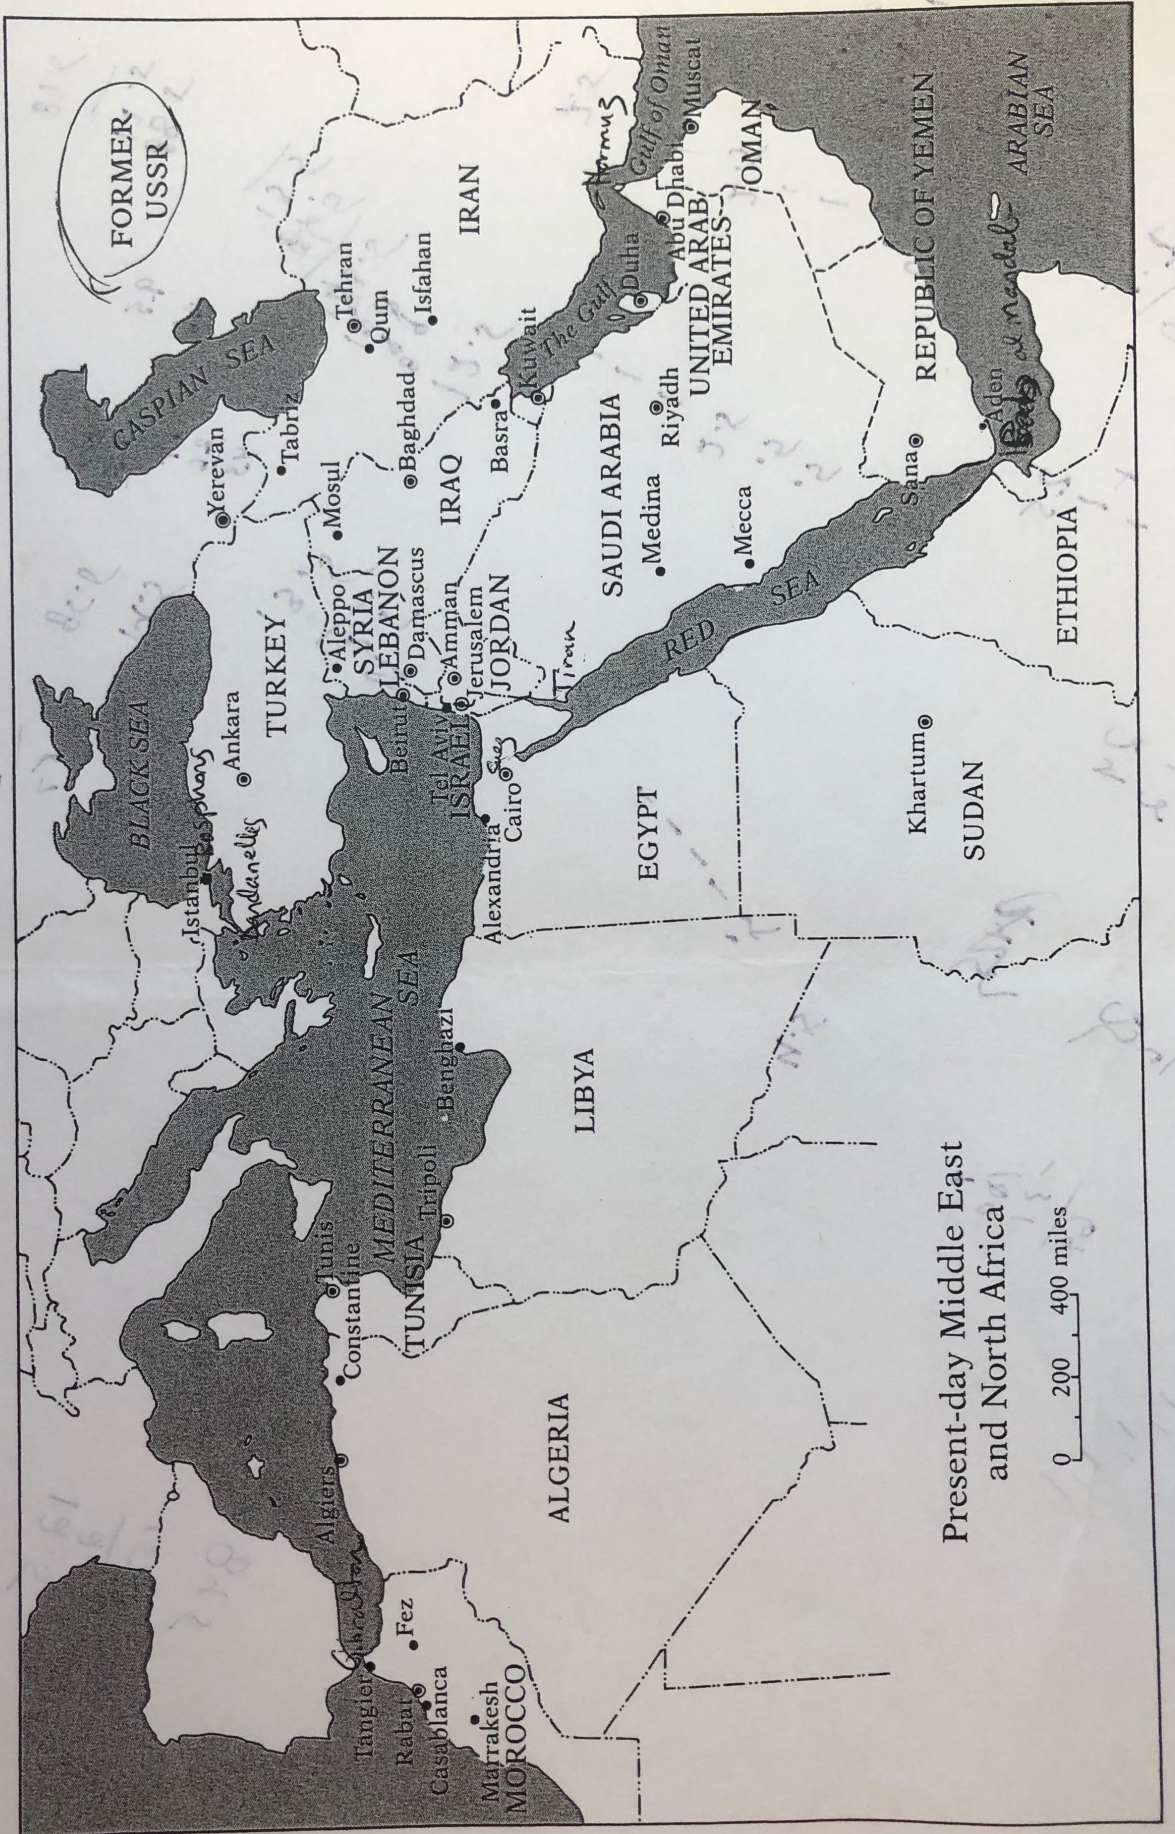 FORMER
USSR
CASPIAN SEA
BLACK SEA
Yerevan
Tabriz
Tehran
Qum
Isfahan
IRAN
Istanbul
Bosphors
Ankara
Dardanelles
TURKEY
Mosul
Baghdad
IRAQ
Basra
Kuwait
The Gulf
Hormuz
Gulf of Oman
Muscat
Aleppo
SYRIA
LEBANON
Beirut
Damascus
Amman
Jerusalem
JORDAN
Tel Aviv
ISRAEL
Duha
Abu Dhabi
UNITED ARAB
EMIRATES
OMAN
SAUDI ARABIA
Riyadh
Medina
Mecca
Tiran
Suez
RED SEA
REPUBLIC OF YEMEN
Sana
Aden
al mandab
ARABIAN
SEA
MEDITERRANEAN
SEA
Alexandria
Cairo
EGYPT
Khartum
SUDAN
ETHIOPIA
Benghazi
Tripoli
LIBYA
Tunis
TUNISIA
Constantine
Algiers
ALGERIA
Gibraltar
Tangier
Fez
Rabat
Casablanca
Marrakesh
MOROCCO
Present-day Middle East
and North Africa
0 200 400 miles